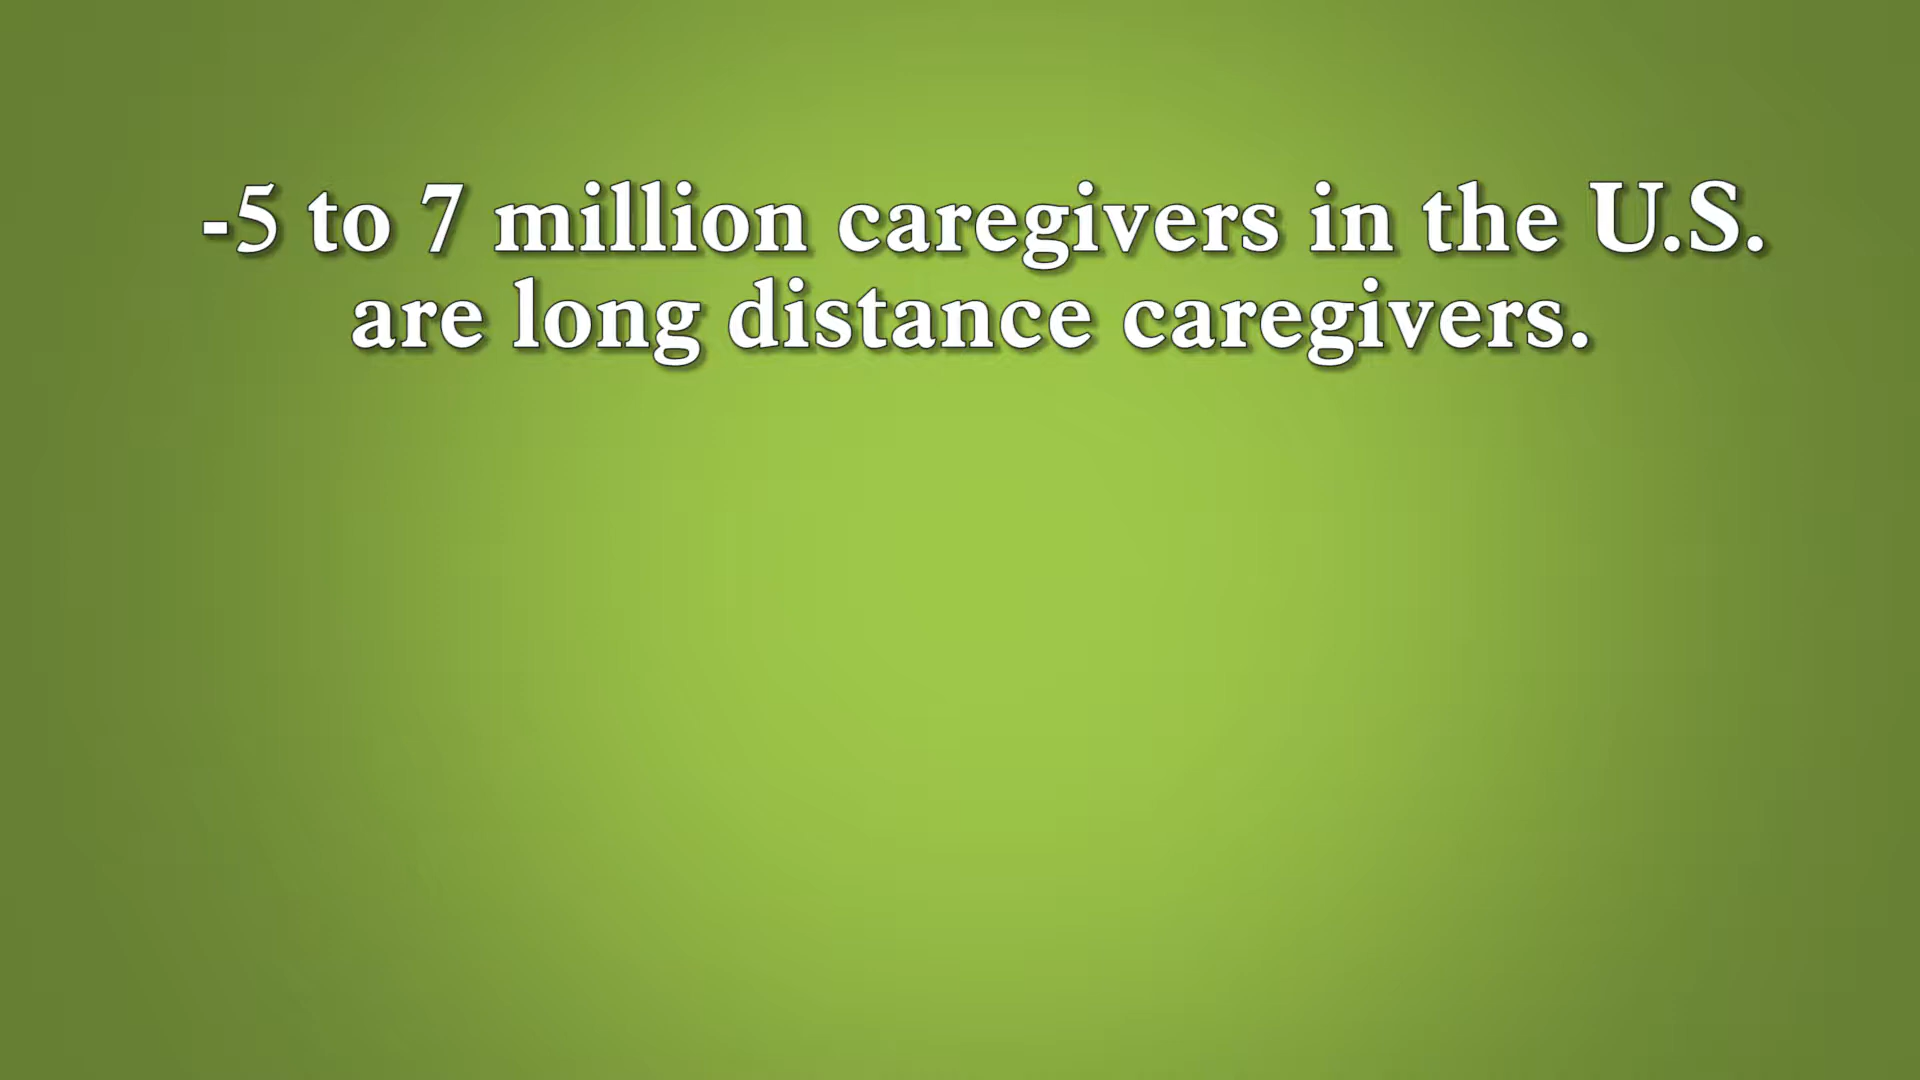 -5 to 7 million caregivers in the U.S.
are long distance caregivers.